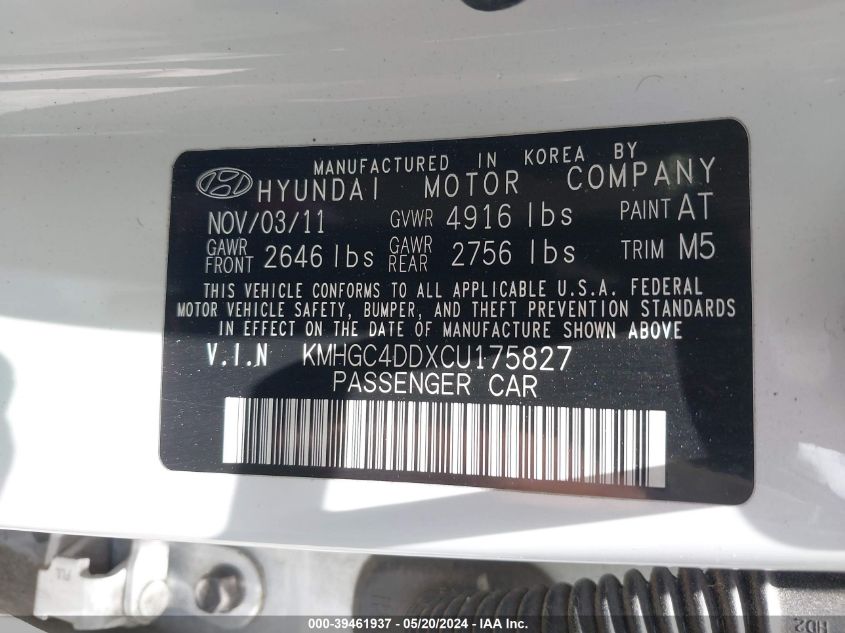 MANUFACTURED IN KOREA BY
HYUNDAI MOTOR COMPANY
NOV/03/11 GVWR 4916 lbs PAINT AT
GAWR FRONT 2646 lbs GAWR REAR 2756 lbs TRIM M5
THIS VEHICLE CONFORMS TO ALL APPLICABLE U.S.A. FEDERAL
MOTOR VEHICLE SAFETY, BUMPER, AND THEFT PREVENTION STANDARDS
IN EFFECT ON THE DATE OF MANUFACTURE SHOWN ABOVE
V.I.N KMHGC4DDXCU175827
PASSENGER CAR
HD2
000-39461937 - 05/20/2024 - IAA Inc.